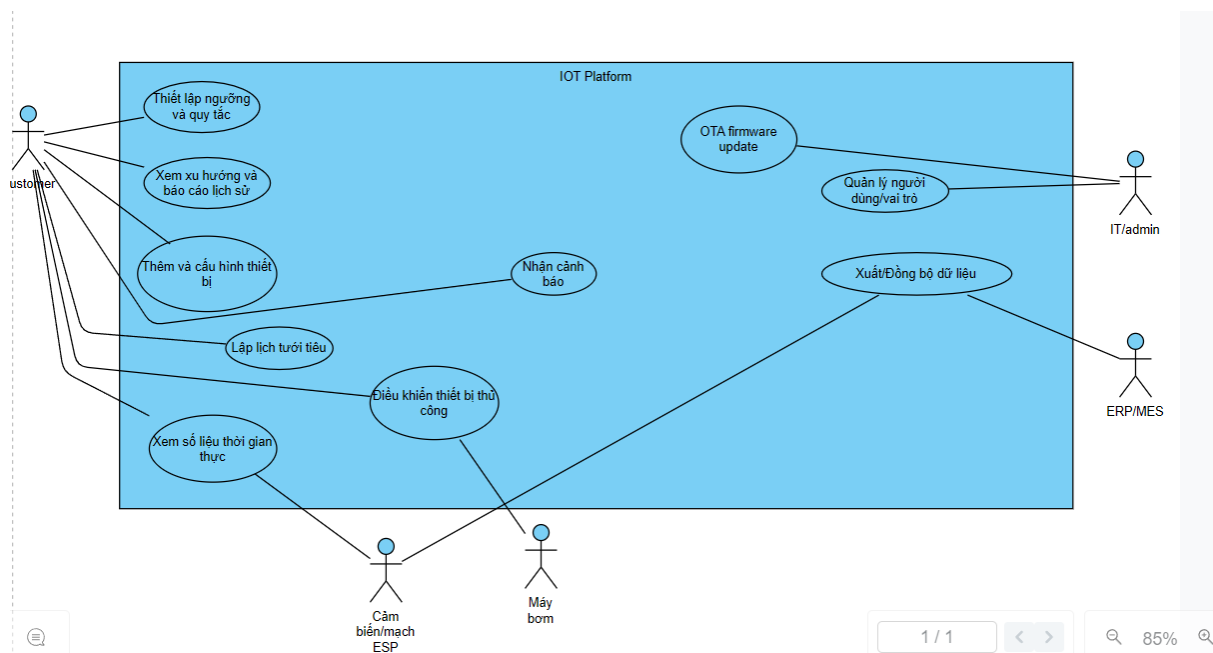 IOT Platform
Thiết lập ngưỡng
và quy tắc
OTA firmware
update
Xem xu hướng và
báo cáo lịch sử
Quản lý người
dùng/vai trò
ustomer
IT/admin
Thêm và cấu hình thiết
bị
Nhận cảnh
báo
Xuất/Đồng bộ dữ liệu
Lập lịch tưới tiêu
Điều khiển thiết bị thủ
công
ERP/MES
Xem số liệu thời gian
thực
Cảm
biến/mạch
ESP
Máy
bơm
1 / 1
85%